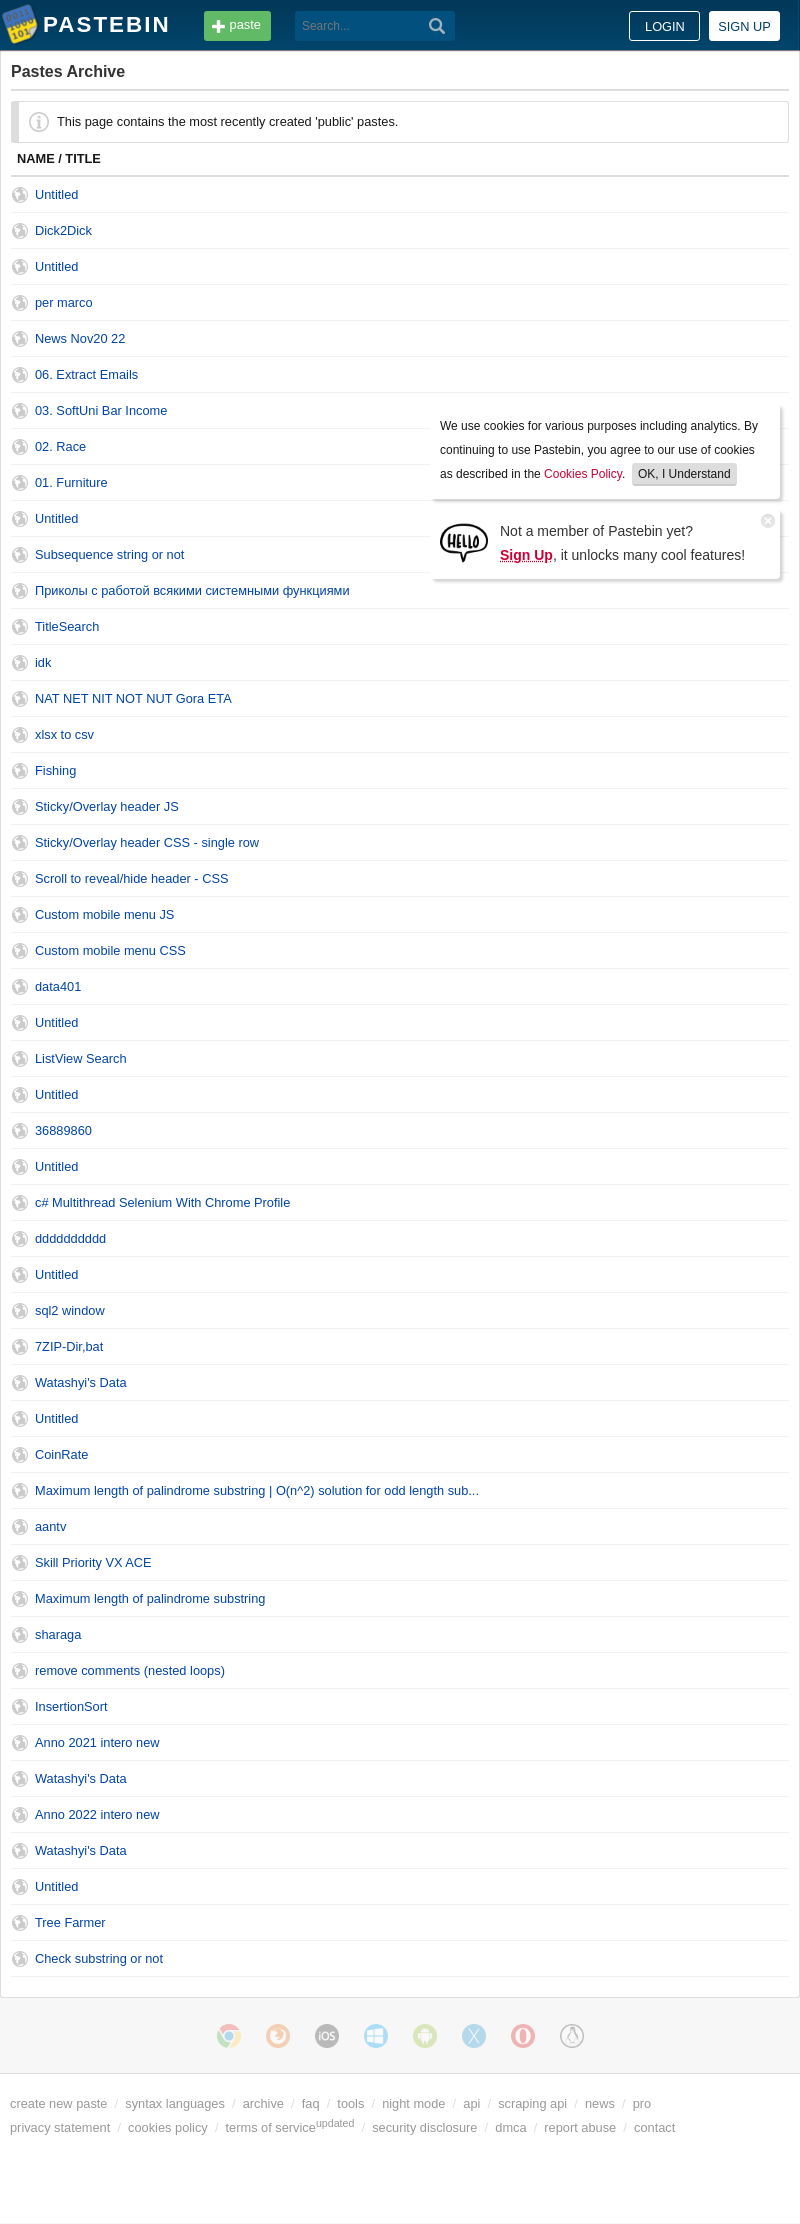 PASTEBIN
paste
Search...
LOGIN
SIGN UP
Pastes Archive
This page contains the most recently created 'public' pastes.
NAME / TITLE
Untitled
Dick2Dick
Untitled
per marco
News Nov20 22
06. Extract Emails
03. SoftUni Bar Income
02. Race
01. Furniture
Untitled
Subsequence string or not
Приколы с работой всякими системными функциями
We use cookies for various purposes including analytics. By
continuing to use Pastebin, you agree to our use of cookies
as described in the Cookies Policy. OK, I Understand
HELLO
Not a member of Pastebin yet?
Sign Up, it unlocks many cool features!
TitleSearch
idk
NAT NET NIT NOT NUT Gora ETA
xlsx to csv
Fishing
Sticky/Overlay header JS
Sticky/Overlay header CSS - single row
Scroll to reveal/hide header - CSS
Custom mobile menu JS
Custom mobile menu CSS
data401
Untitled
ListView Search
Untitled
36889860
Untitled
c# Multithread Selenium With Chrome Profile
dddddddddd
Untitled
sql2 window
7ZIP-Dir,bat
Watashyi's Data
Untitled
CoinRate
Maximum length of palindrome substring | O(n^2) solution for odd length sub...
aantv
Skill Priority VX ACE
Maximum length of palindrome substring
sharaga
remove comments (nested loops)
InsertionSort
Anno 2021 intero new
Watashyi's Data
Anno 2022 intero new
Watashyi's Data
Untitled
Tree Farmer
Check substring or not
iOS
create new paste / syntax languages / archive / faq / tools / night mode / api / scraping api / news / pro
privacy statement / cookies policy / terms of service updated / security disclosure / dmca / report abuse / contact